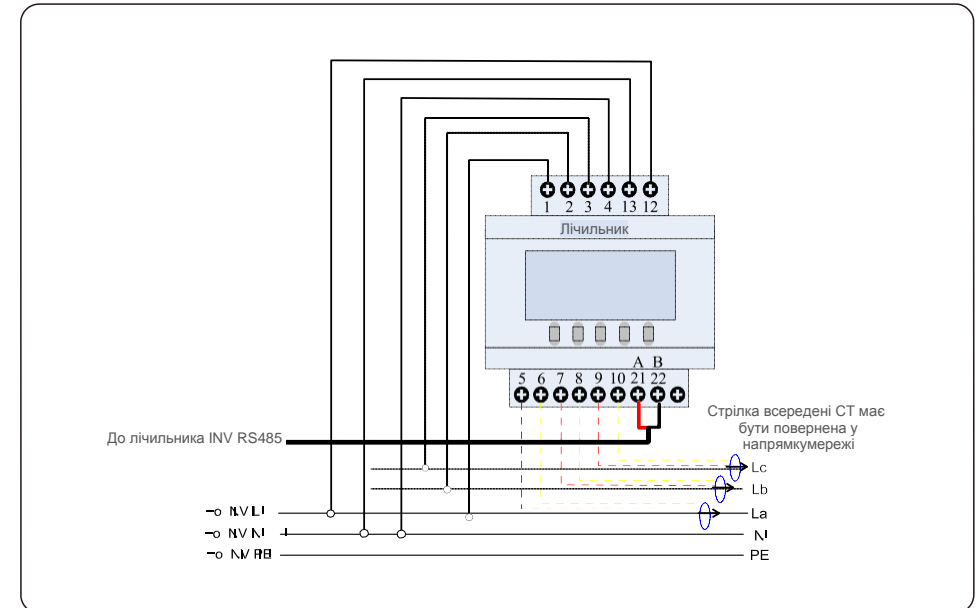 1 2 3 4 13 12
Лічильник
A B
5 6 7 8 9 10 21 22
Стрілка всередені СТ має
бути повернена у
напрямкумережі
До лічильника INV RS485
Lc
Lb
La
N
PE